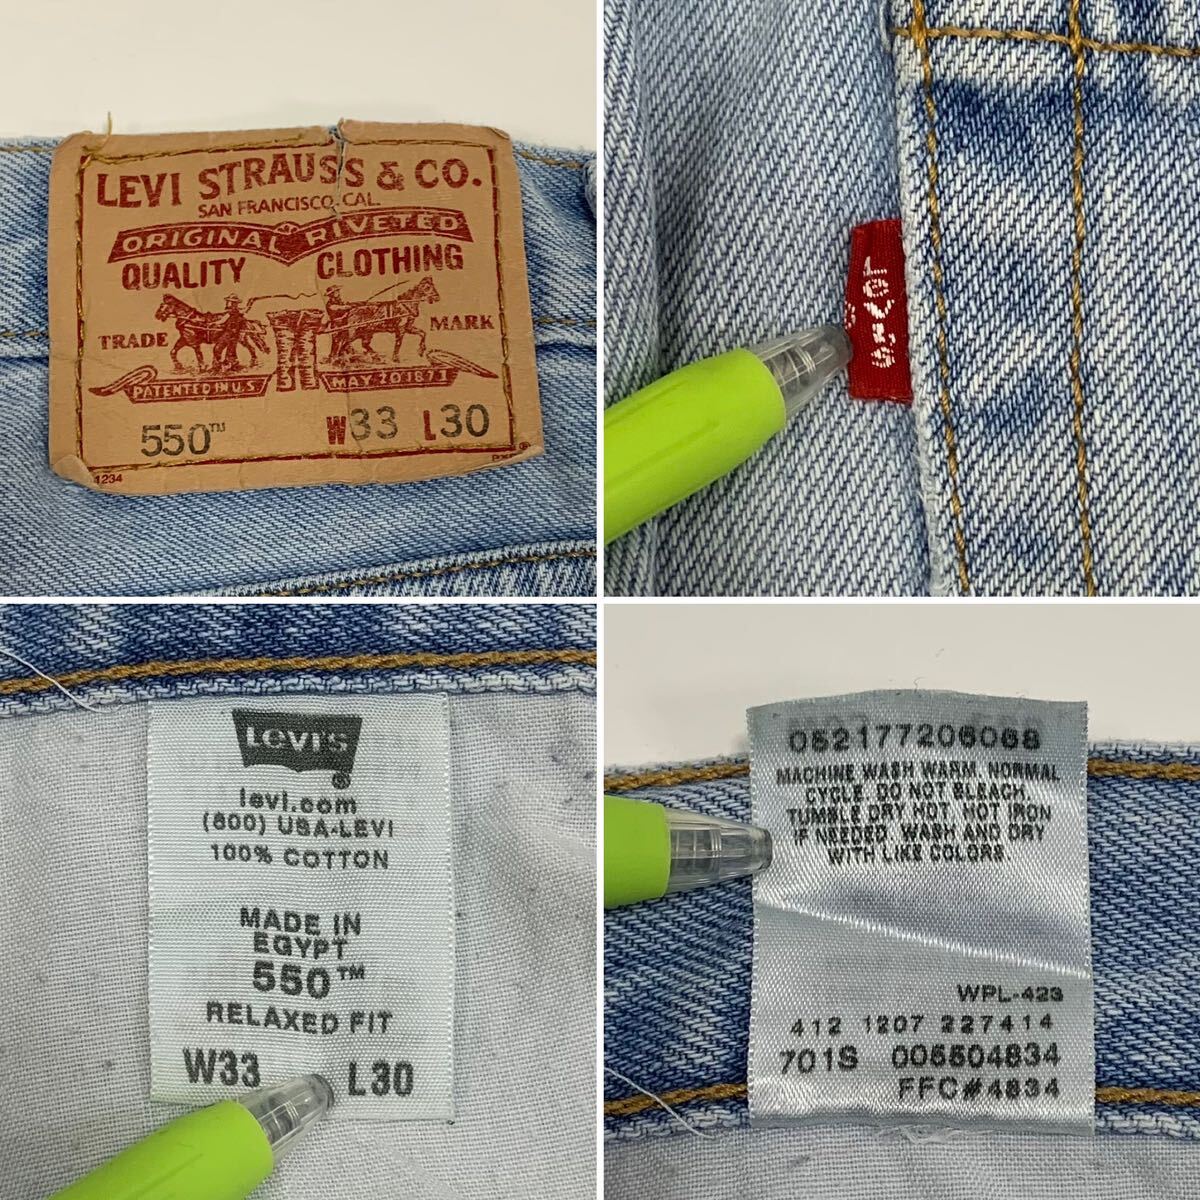 LEVI STRAUSS & CO.
SAN FRANCISCO, CAL.
ORIGINAL RIVETED
QUALITY CLOTHING
TRADE MARK
PATENTED IN U.S. MAY 20 1873
550™ W33 L30
1234
LEVI'S
LEVI'S
®
levi.com
(800) USA-LEVI
100% COTTON
MADE IN
EGYPT
550™
RELAXED FIT
W33 L30
052177206068
MACHINE WASH WARM, NORMAL
CYCLE. DO NOT BLEACH.
TUMBLE DRY HOT. HOT IRON
IF NEEDED. WASH AND DRY
WITH LIKE COLORS.
WPL-423
412 1207 227414
701S 005504834
FFC#4834